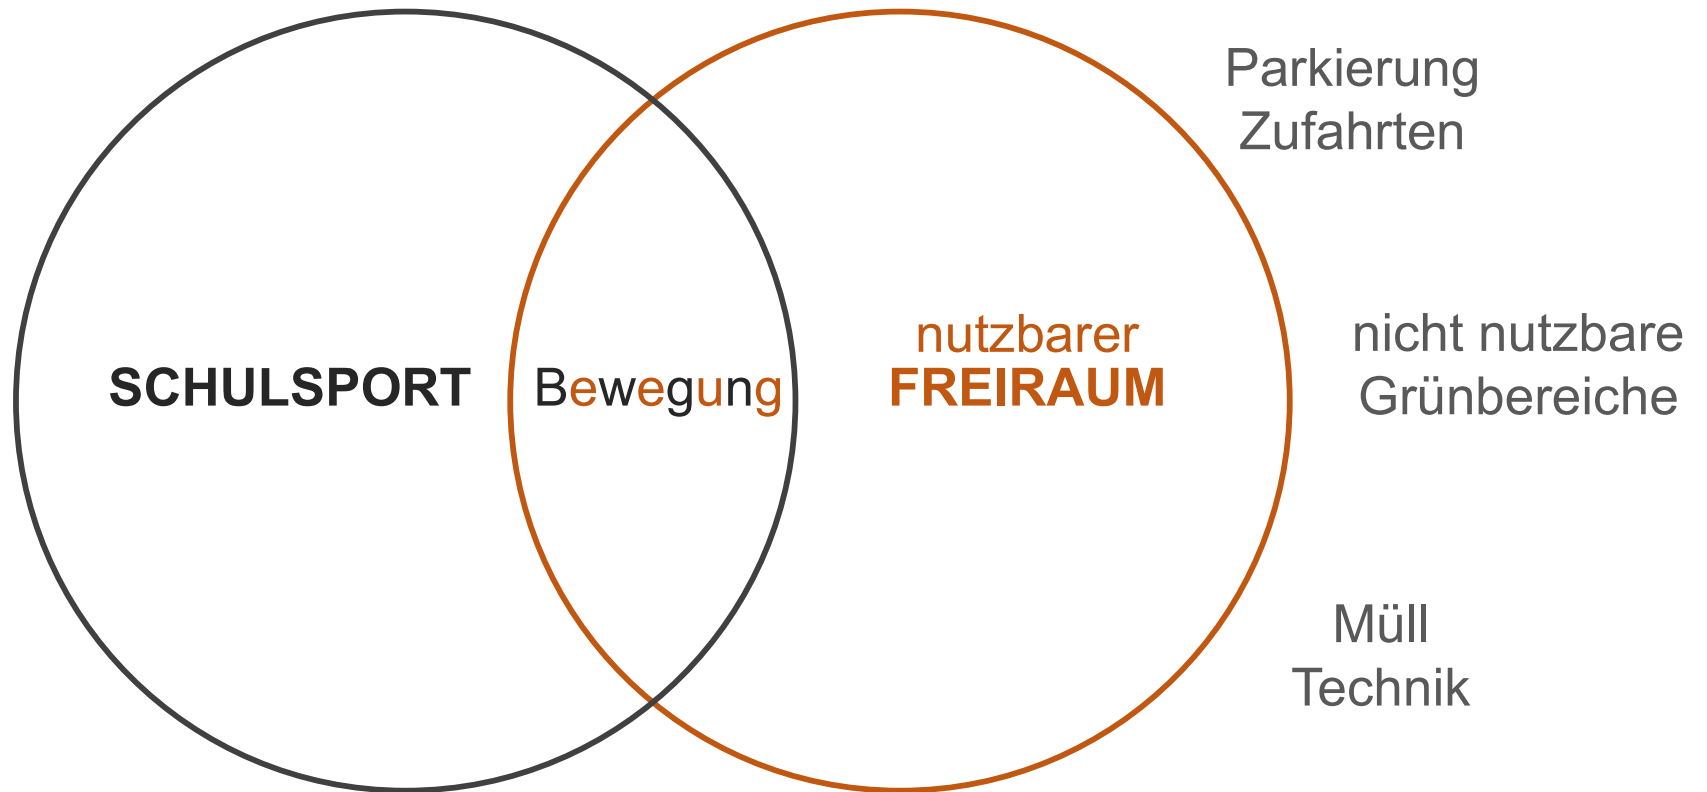 Parkierung
Zufahrten
SCHULSPORT
Bewegung
nutzbarer
FREIRAUM
nicht nutzbare
Grünbereiche
Müll
Technik